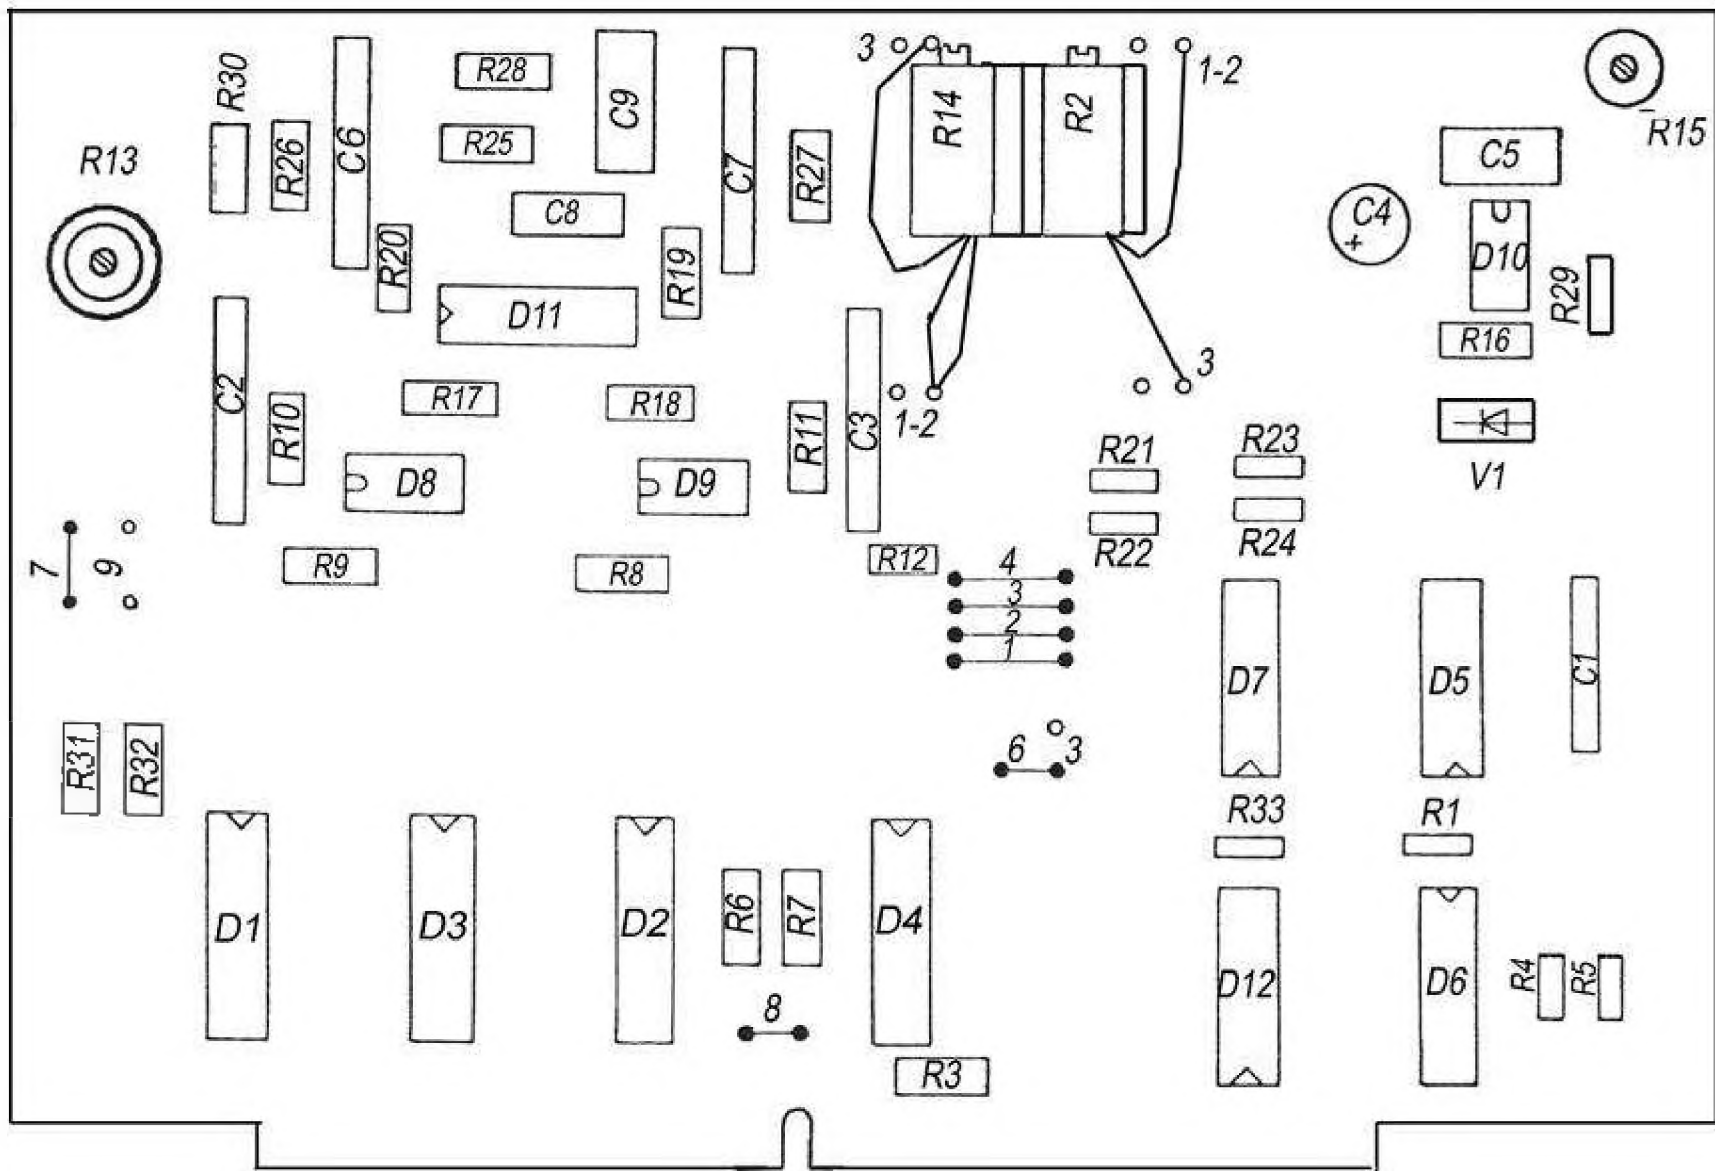 R30
R28
C9
3
R14
R2
1-2
R15
R13
R26
C6
R25
C7
R27
C5
C8
C4
+
R20
R19
D10
R29
D11
R16
C2
R10
R17
R18
R11
C3
1-2
3
V1
D8
D9
R21
R23
R22
R24
7
9
R9
R8
R12
4
3
2
1
D7
D5
C1
R31
R32
6
3
R33
R1
D1
D3
D2
R6
R7
D4
D12
D6
R4
R5
8
R3